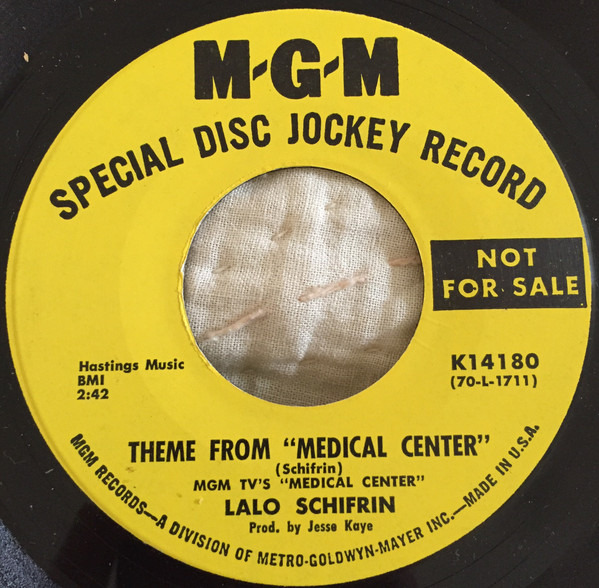 M-G-M
SPECIAL DISC JOCKEY RECORD
NOT
FOR SALE
Hastings Music
BMI
2:42
K14180
(70-L-1711)
THEME FROM "MEDICAL CENTER"
(Schifrin)
MGM TV'S "MEDICAL CENTER"
LALO SCHIFRIN
Prod. by Jesse Kaye
MGM RECORDS—A DIVISION OF METRO-GOLDWYN-MAYER INC.—MADE IN U.S.A.